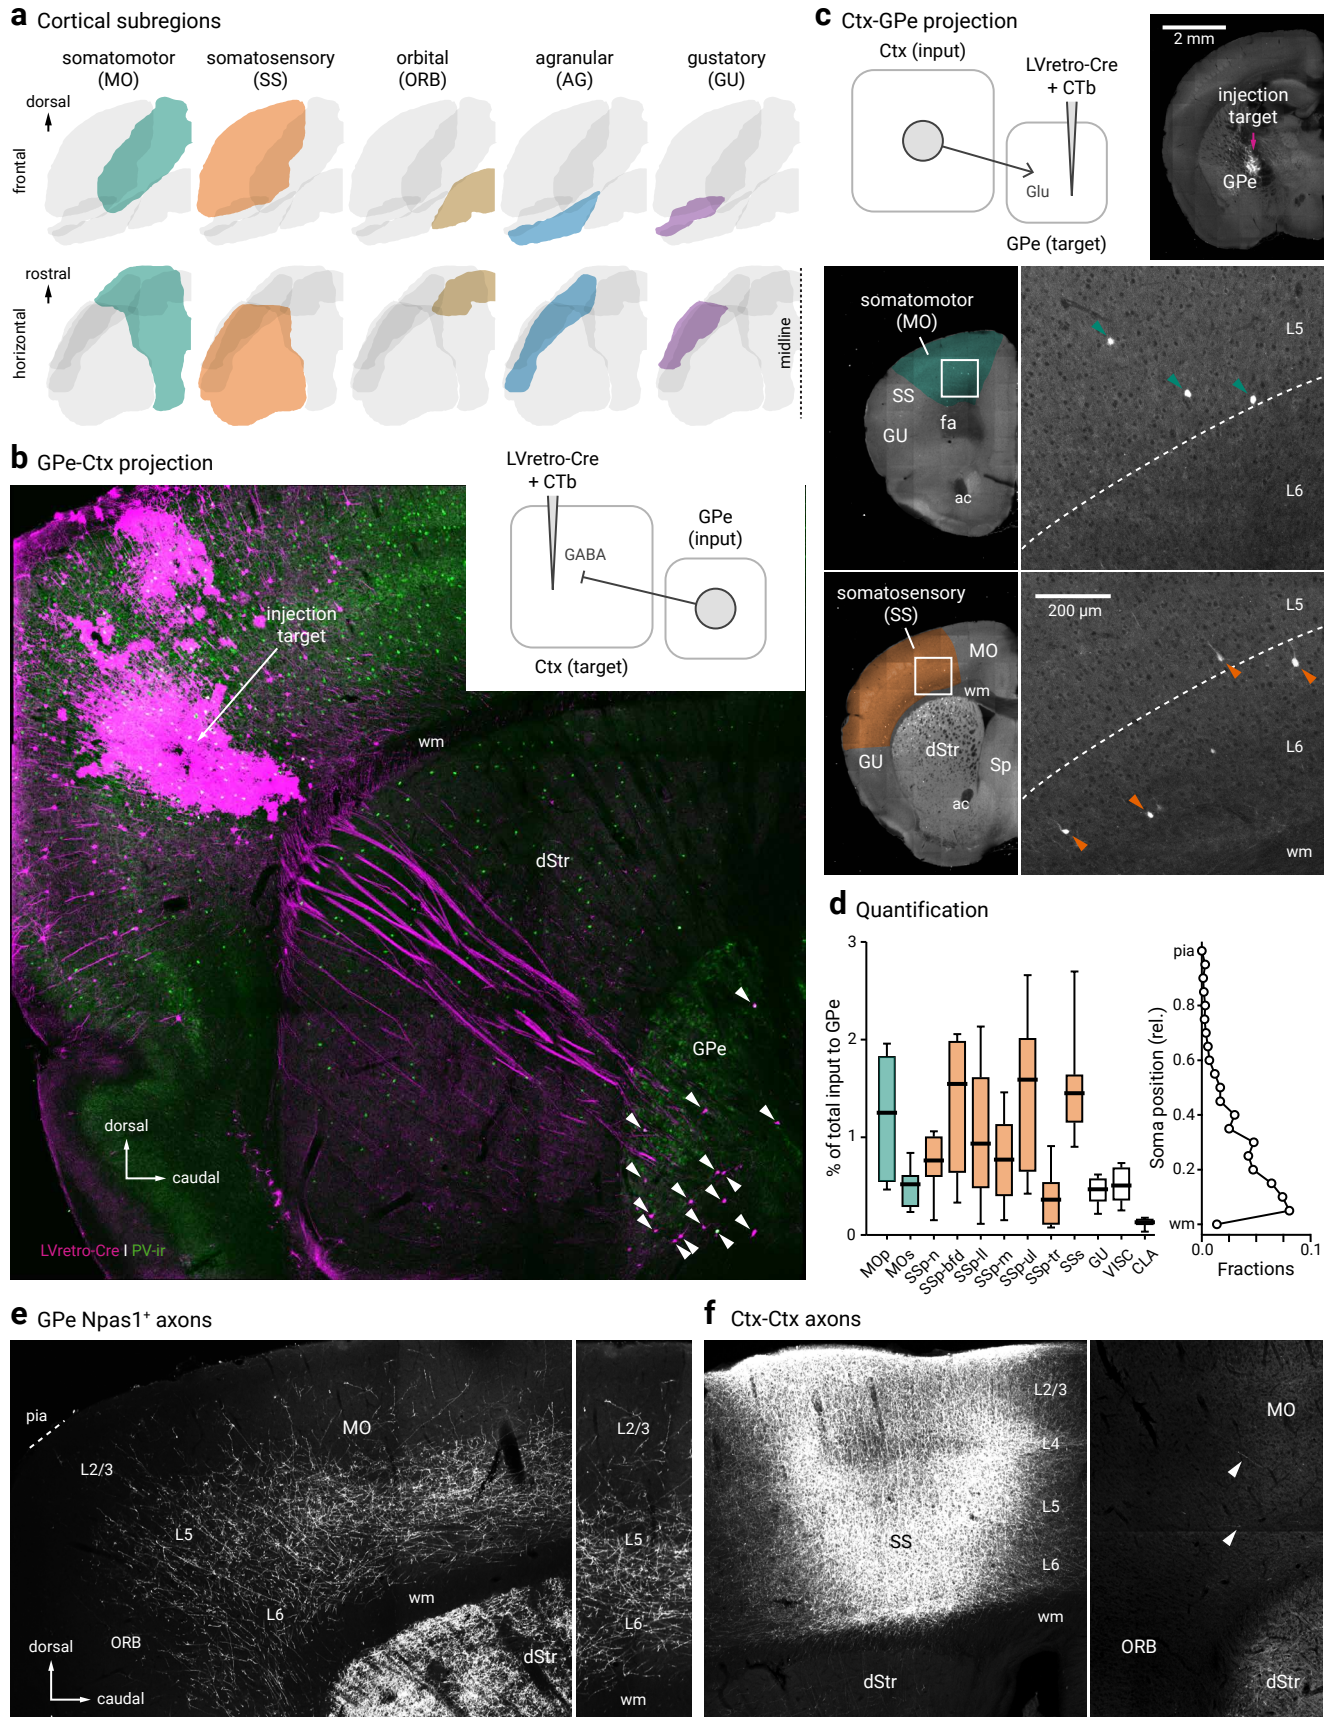 a Cortical subregions
somatomotor
(MO)
somatosensory
(SS)
orbital
(ORB)
agranular
(AG)
gustatory
(GU)
dorsal
frontal
rostral
horizontal
midline
b GPe-Ctx projection
LVretro-Cre
+ CTb
GABA
GPe
(input)
Ctx (target)
injection
target
wm
dStr
GPe
dorsal
caudal
LVretro-Cre I PV-ir
c Ctx-GPe projection
Ctx (input)
LVretro-Cre
+ CTb
Glu
GPe (target)
2 mm
injection
target
GPe
somatomotor
(MO)
SS
GU
fa
ac
L5
L6
somatosensory
(SS)
MO
wm
dStr
GU
Sp
ac
200 µm
L5
L6
wm
d Quantification
% of total input to GPe
3
2
1
0
MOp
MOs
SSp-n
SSp-bfd
SSp-ll
SSp-m
SSp-ul
SSp-tr
SSs
GU
VISC
CLA
Soma position (rel.)
pia
0.8
0.6
0.4
0.2
wm
0.0
0.1
Fractions
e GPe Npas1⁺ axons
pia
MO
L2/3
L5
L6
wm
ORB
dStr
dorsal
caudal
L2/3
L5
L6
wm
f Ctx-Ctx axons
L2/3
L4
L5
SS
L6
wm
dStr
MO
ORB
dStr